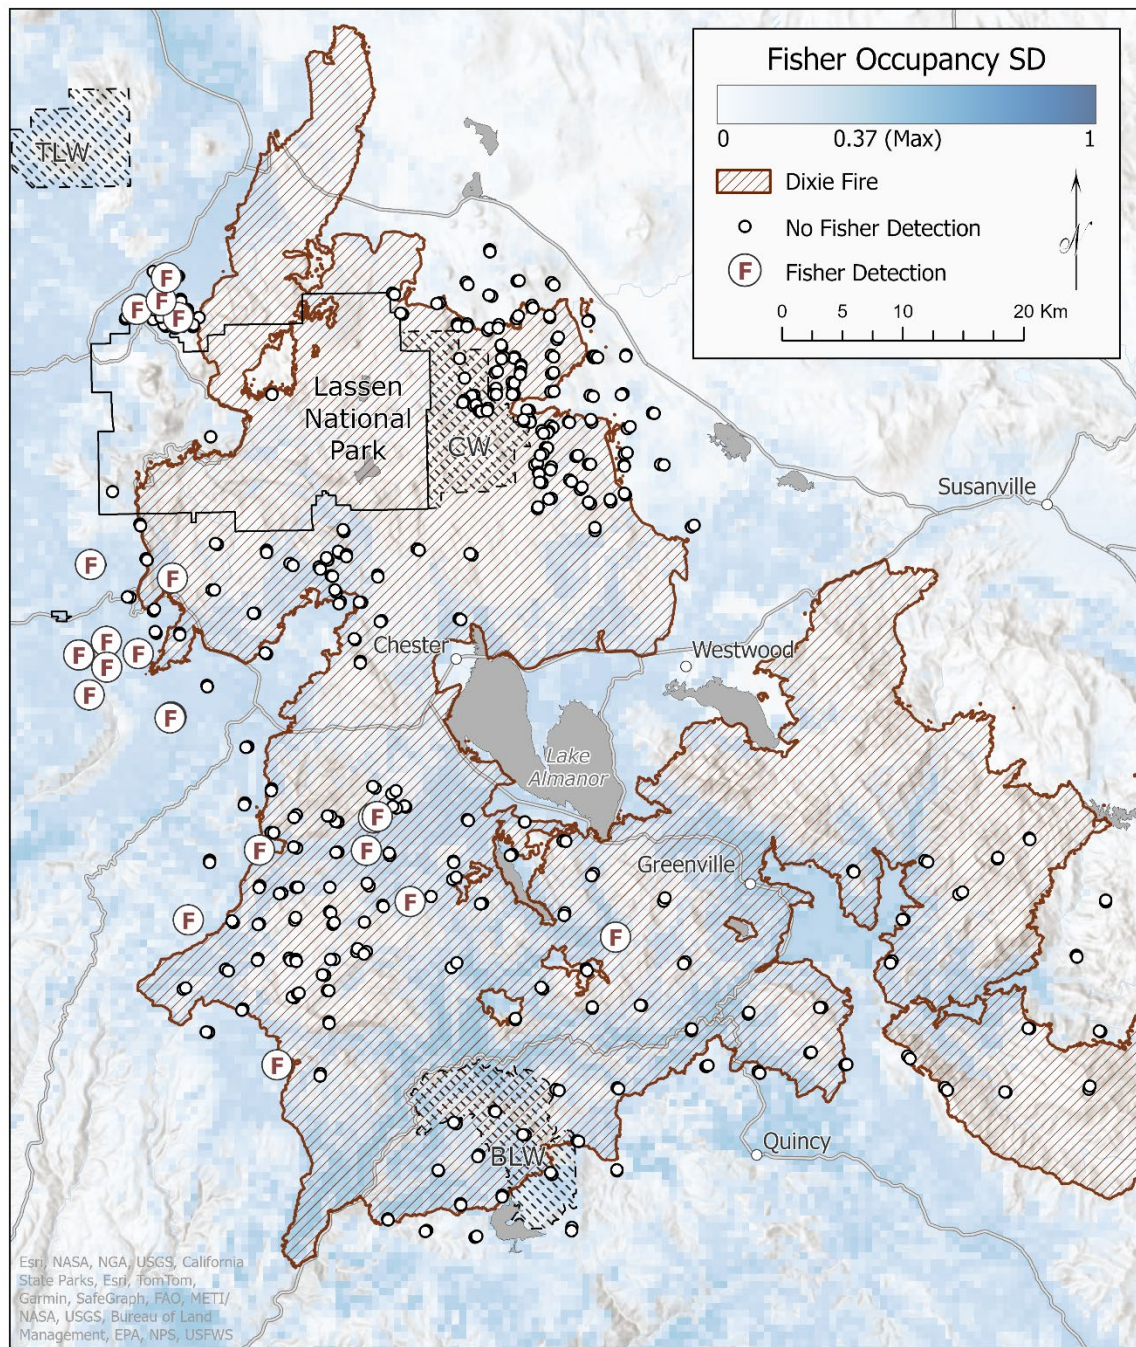 Fisher Occupancy SD
0 0.37 (Max) 1
Dixie Fire
No Fisher Detection
F Fisher Detection
N
0 5 10 20 Km
TLW
F
F
F
F
Lassen
National
Park
CW
Susanville
F
F
F
F
F
F
F
F
F
Chester
Westwood
Lake
Almanor
F
F
F
Greenville
F
F
F
F
BLW
Quincy
Esri, NASA, NGA, USGS, California
State Parks, Esri, TomTom,
Garmin, SafeGraph, FAO, METI/
NASA, USGS, Bureau of Land
Management, EPA, NPS, USFWS